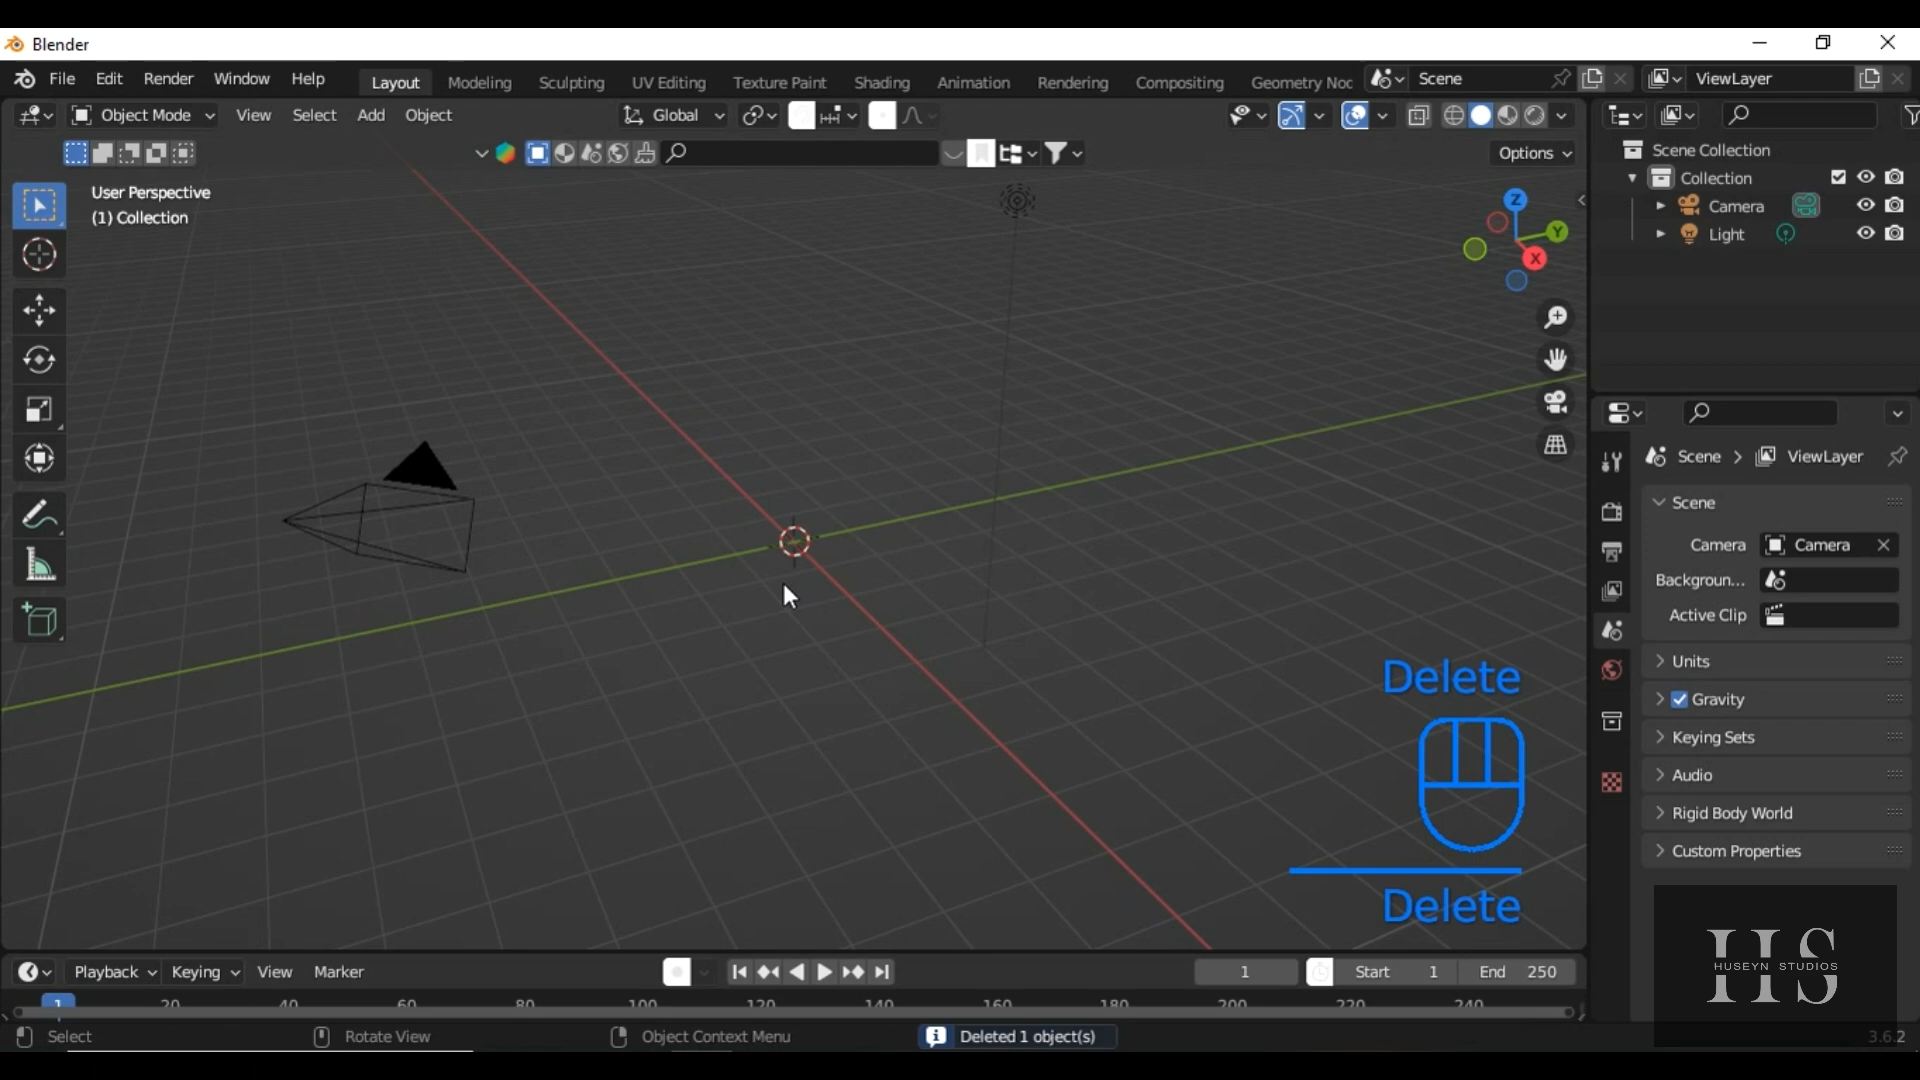 Blender
File Edit Render Window Help Layout Modeling Sculpting UV Editing Texture Paint Shading Animation Rendering Compositing Geometry Noc Scene ViewLayer
Object Mode View Select Add Object Global
Options
User Perspective
(1) Collection
Z
Y
X
Scene Collection
Collection
Camera
Light
Scene > ViewLayer
Scene
Camera Camera
Backgroun...
Active Clip
Units
Gravity
Keying Sets
Audio
Rigid Body World
Custom Properties
Delete
Delete
HS
HUSEYN STUDIOS
Playback Keying View Marker 1 Start 1 End 250
1 20 40 60 80 100 120 140 160 180 200 220 240
Select Rotate View Object Context Menu Deleted 1 object(s) 3.6.2